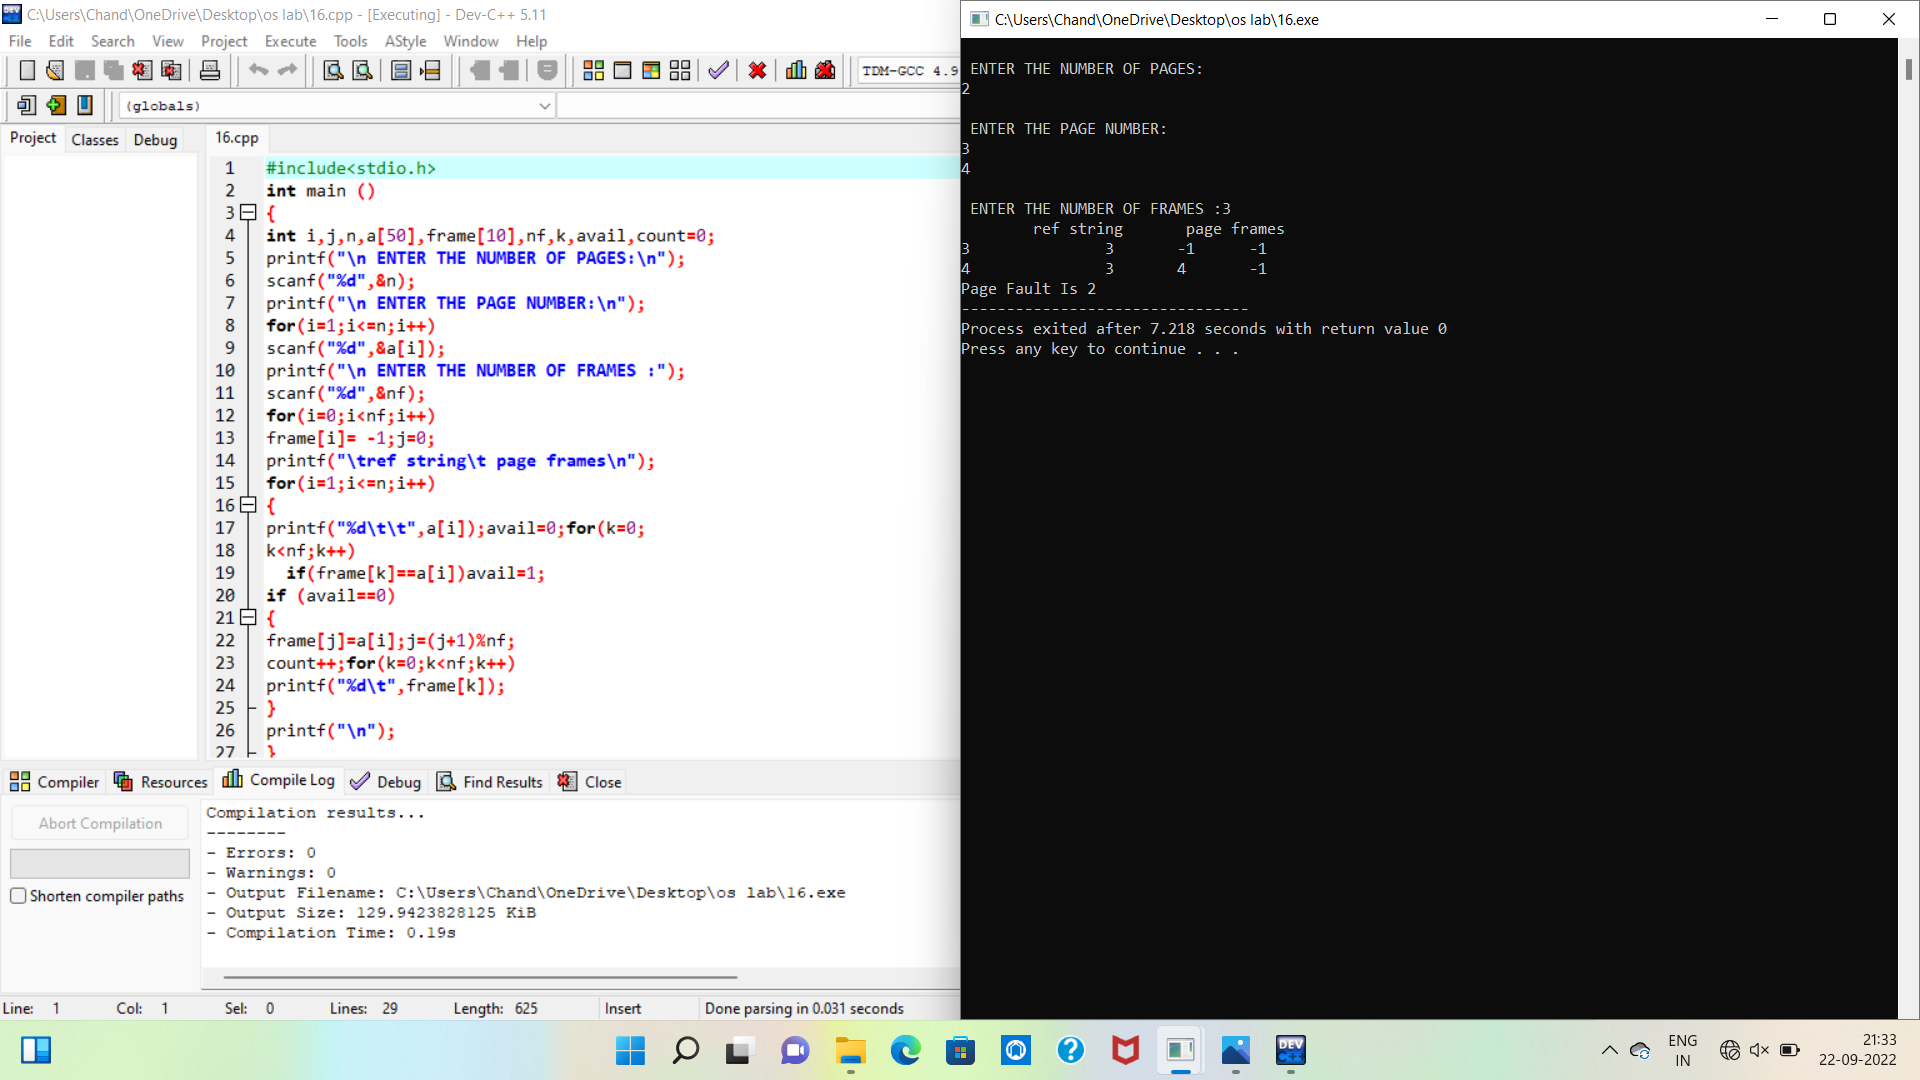 C:\Users\Chand\OneDrive\Desktop\os lab\16.cpp - [Executing] - Dev-C++ 5.11
File Edit Search View Project Execute Tools AStyle Window Help
TDM-GCC 4.9
(globals)
Project Classes Debug
16.cpp
1 #include<stdio.h>
2 int main ()
3 {
4 int i,j,n,a[50],frame[10],nf,k,avail,count=0;
5 printf("\n ENTER THE NUMBER OF PAGES:\n");
6 scanf("%d",&n);
7 printf("\n ENTER THE PAGE NUMBER:\n");
8 for(i=1;i<=n;i++)
9 scanf("%d",&a[i]);
10 printf("\n ENTER THE NUMBER OF FRAMES :");
11 scanf("%d",&nf);
12 for(i=0;i<nf;i++)
13 frame[i]= -1;j=0;
14 printf("\tref string\t page frames\n");
15 for(i=1;i<=n;i++)
16 {
17 printf("%d\t\t",a[i]);avail=0;for(k=0;
18 k<nf;k++)
19 if(frame[k]==a[i])avail=1;
20 if (avail==0)
21 {
22 frame[j]=a[i];j=(j+1)%nf;
23 count++;for(k=0;k<nf;k++)
24 printf("%d\t",frame[k]);
25 }
26 printf("\n");
27 }
Compiler Resources Compile Log Debug Find Results Close
Abort Compilation
Shorten compiler paths
Compilation results...
--------
- Errors: 0
- Warnings: 0
- Output Filename: C:\Users\Chand\OneDrive\Desktop\os lab\16.exe
- Output Size: 129.9423828125 KiB
- Compilation Time: 0.19s
Line: 1 Col: 1 Sel: 0 Lines: 29 Length: 625 Insert Done parsing in 0.031 seconds
C:\Users\Chand\OneDrive\Desktop\os lab\16.exe
ENTER THE NUMBER OF PAGES:
2
ENTER THE PAGE NUMBER:
3
4
ENTER THE NUMBER OF FRAMES :3
ref string page frames
3 3 -1 -1
4 3 4 -1
Page Fault Is 2
--------------------------------
Process exited after 7.218 seconds with return value 0
Press any key to continue . . .
DEV C++
ENG
IN
21:33
22-09-2022